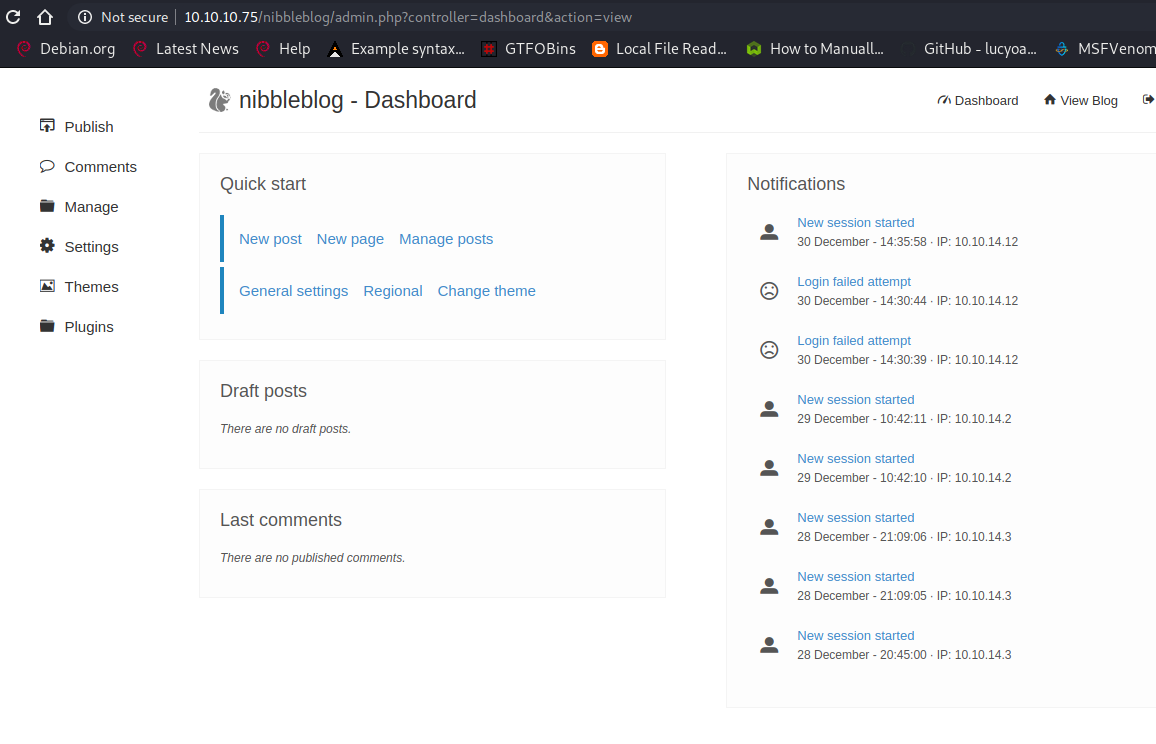 Not secure | 10.10.10.75/nibbleblog/admin.php?controller=dashboard&action=view
Debian.org Latest News Help Example syntax... GTFOBins Local File Read... How to Manuall... GitHub - lucyoa... MSFVenom
nibbleblog - Dashboard
Dashboard View Blog
Publish
Comments
Manage
Settings
Themes
Plugins
Quick start
New post New page Manage posts
General settings Regional Change theme
Draft posts
There are no draft posts.
Last comments
There are no published comments.
Notifications
New session started
30 December - 14:35:58 · IP: 10.10.14.12
Login failed attempt
30 December - 14:30:44 · IP: 10.10.14.12
Login failed attempt
30 December - 14:30:39 · IP: 10.10.14.12
New session started
29 December - 10:42:11 · IP: 10.10.14.2
New session started
29 December - 10:42:10 · IP: 10.10.14.2
New session started
28 December - 21:09:06 · IP: 10.10.14.3
New session started
28 December - 21:09:05 · IP: 10.10.14.3
New session started
28 December - 20:45:00 · IP: 10.10.14.3